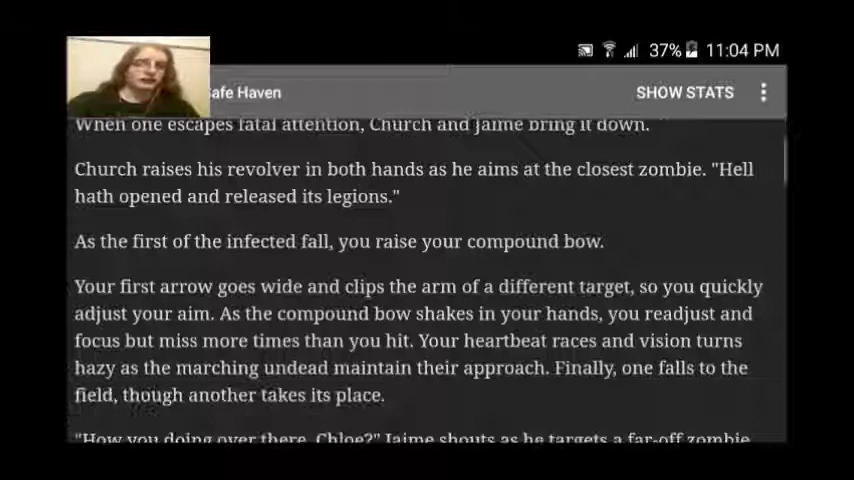 37% 11:04 PM
afe Haven SHOW STATS
When one escapes fatal attention, Church and Jaime bring it down.
Church raises his revolver in both hands as he aims at the closest zombie. "Hell
hath opened and released its legions."
As the first of the infected fall, you raise your compound bow.
Your first arrow goes wide and clips the arm of a different target, so you quickly
adjust your aim. As the compound bow shakes in your hands, you readjust and
focus but miss more times than you hit. Your heartbeat races and vision turns
hazy as the marching undead maintain their approach. Finally, one falls to the
field, though another takes its place.
"How you doing over there, Chloe?" Jaime shouts as he targets a far-off zombie